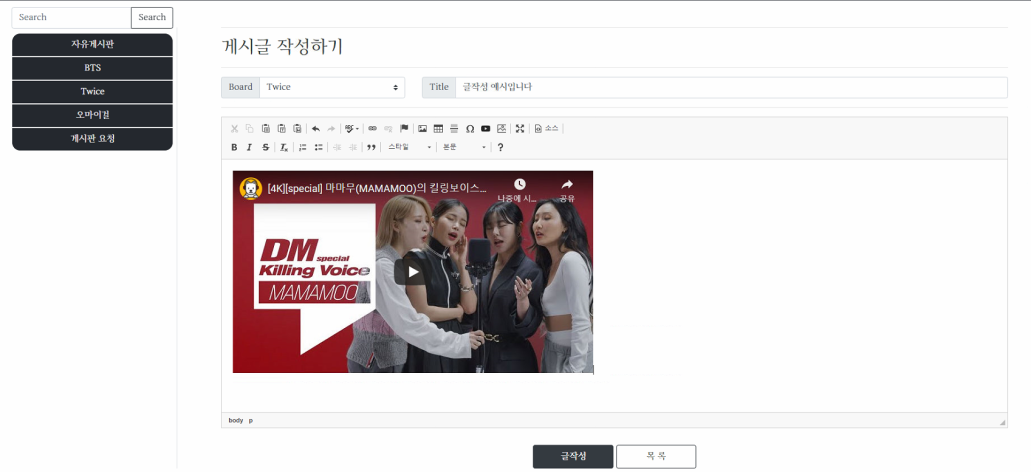 Search Search
자유게시판
BTS
Twice
오마이걸
게시판 요청
게시글 작성하기
Board Twice Title 글작성 예시입니다
소스
B I S Tx 스타일 본문 ?
[4K][special] 마마무(MAMAMOO)의 킬링보이스...
나중에 시... 공유
DM special
Killing Voice
MAMAMOO
body p
글작성 목록